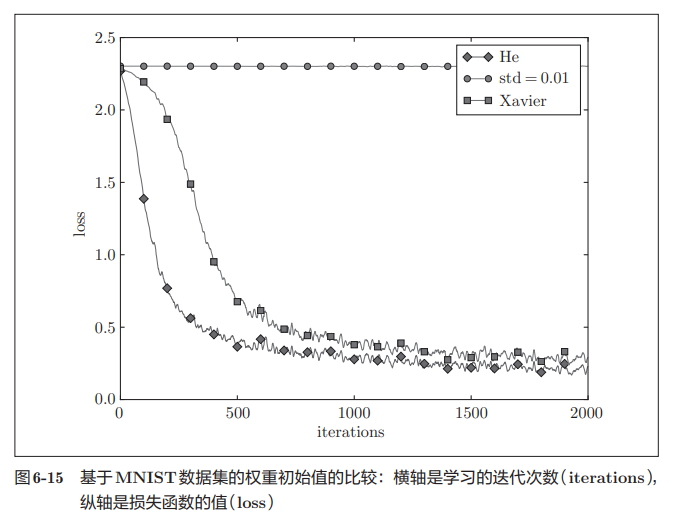 2.5
2.0
1.5
1.0
0.5
0.0
loss
0
500
1000
1500
2000
iterations
He
std = 0.01
Xavier
图6-15 基于MNIST数据集的权重初始值的比较：横轴是学习的迭代次数（iterations），
纵轴是损失函数的值（loss）